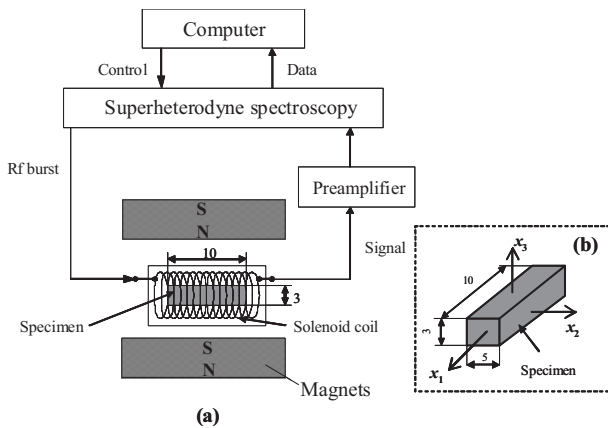 Computer
Control
Data
Superheterodyne spectroscopy
Rf burst
Preamplifier
S
N
Signal
10
3
Specimen
Solenoid coil
S
N
Magnets
(a)
(b)
x3
10
x2
3
x1
5
Specimen